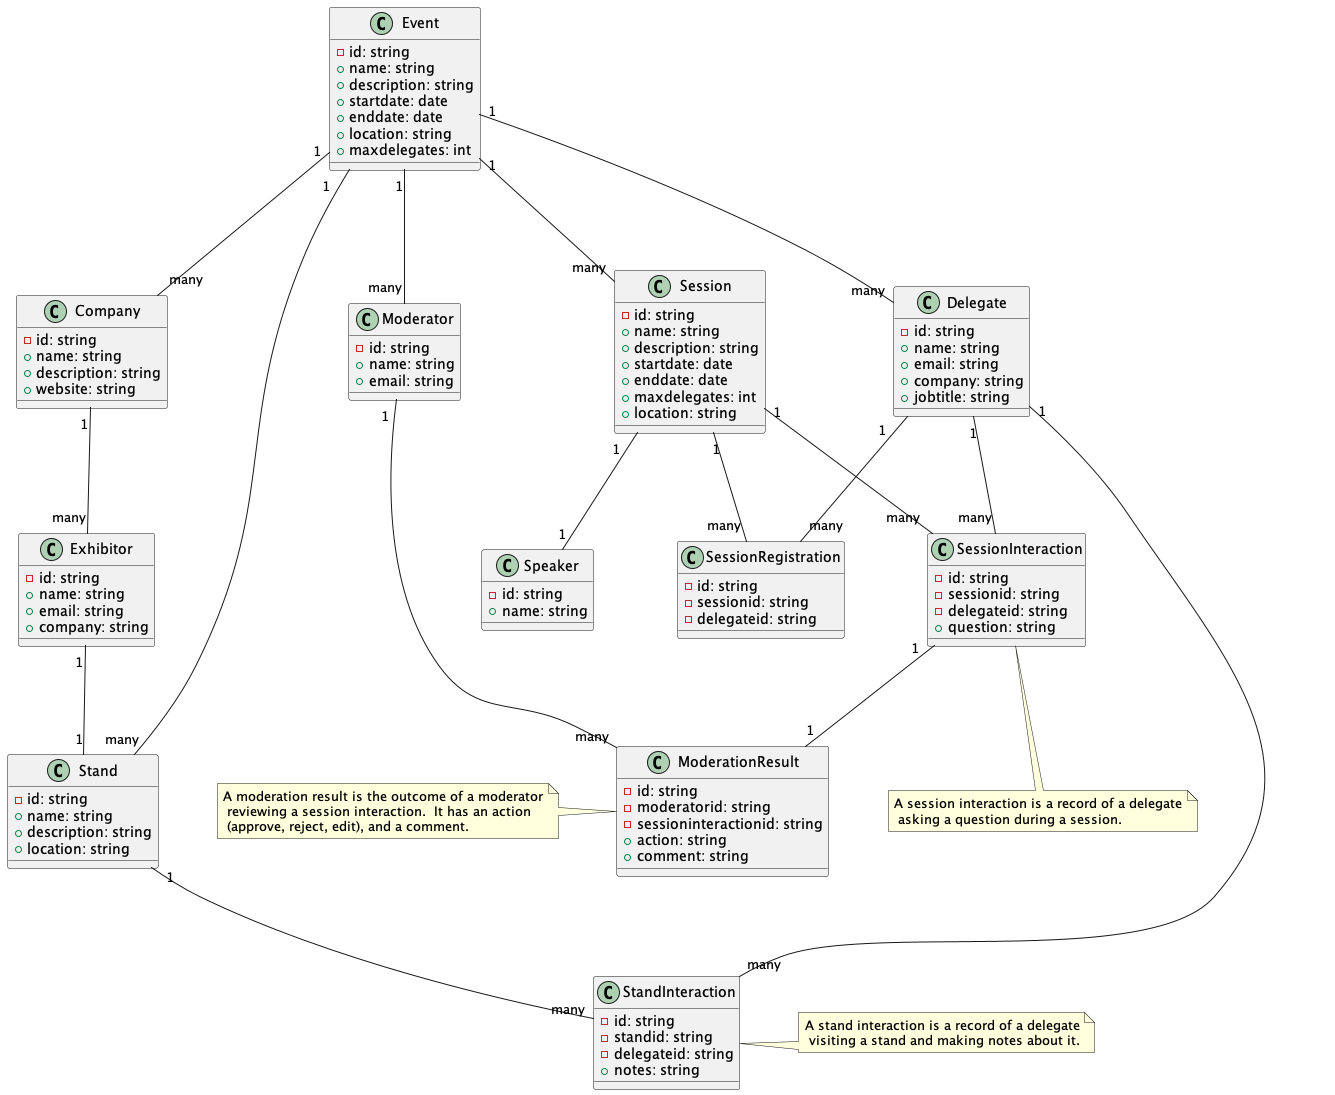 C Event
id: string
name: string
description: string
startdate: date
enddate: date
location: string
maxdelegates: int
1
1
1
1
1
many
many
many
many
C Company
id: string
name: string
description: string
website: string
1
C Moderator
id: string
name: string
email: string
1
C Session
id: string
name: string
description: string
startdate: date
enddate: date
maxdelegates: int
location: string
1
1
1
C Delegate
id: string
name: string
email: string
company: string
jobtitle: string
1
1
1
many
1
many
many
many
many
C Exhibitor
id: string
name: string
email: string
company: string
1
C Speaker
id: string
name: string
C SessionRegistration
id: string
sessionid: string
delegateid: string
C SessionInteraction
id: string
sessionid: string
delegateid: string
question: string
1
1
many
many
1
C Stand
id: string
name: string
description: string
location: string
1
A moderation result is the outcome of a moderator
reviewing a session interaction.  It has an action
(approve, reject, edit), and a comment.
C ModerationResult
id: string
moderatorid: string
sessioninteractionid: string
action: string
comment: string
A session interaction is a record of a delegate
asking a question during a session.
many
many
C StandInteraction
id: string
standid: string
delegateid: string
notes: string
A stand interaction is a record of a delegate
visiting a stand and making notes about it.